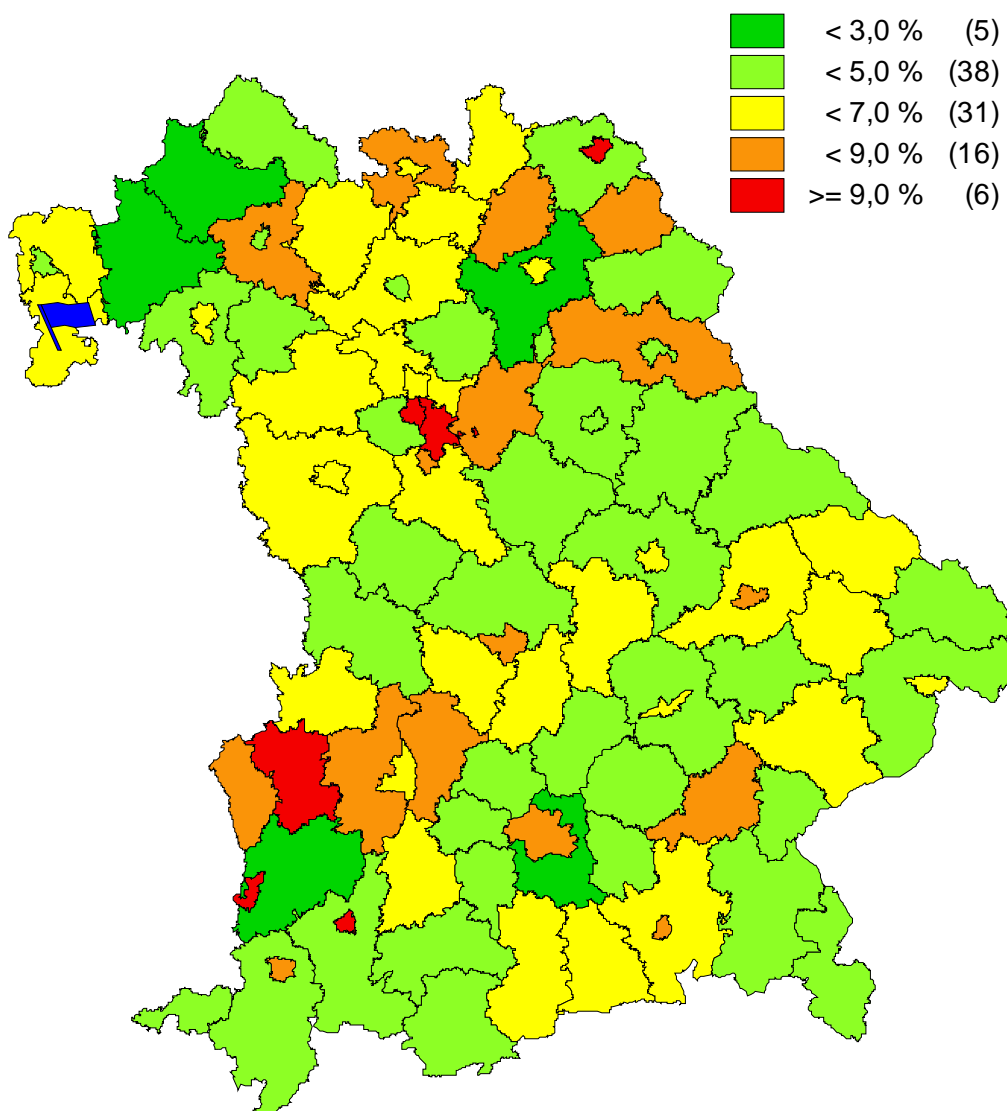 < 3,0 % (5)
< 5,0 % (38)
< 7,0 % (31)
< 9,0 % (16)
>= 9,0 % (6)